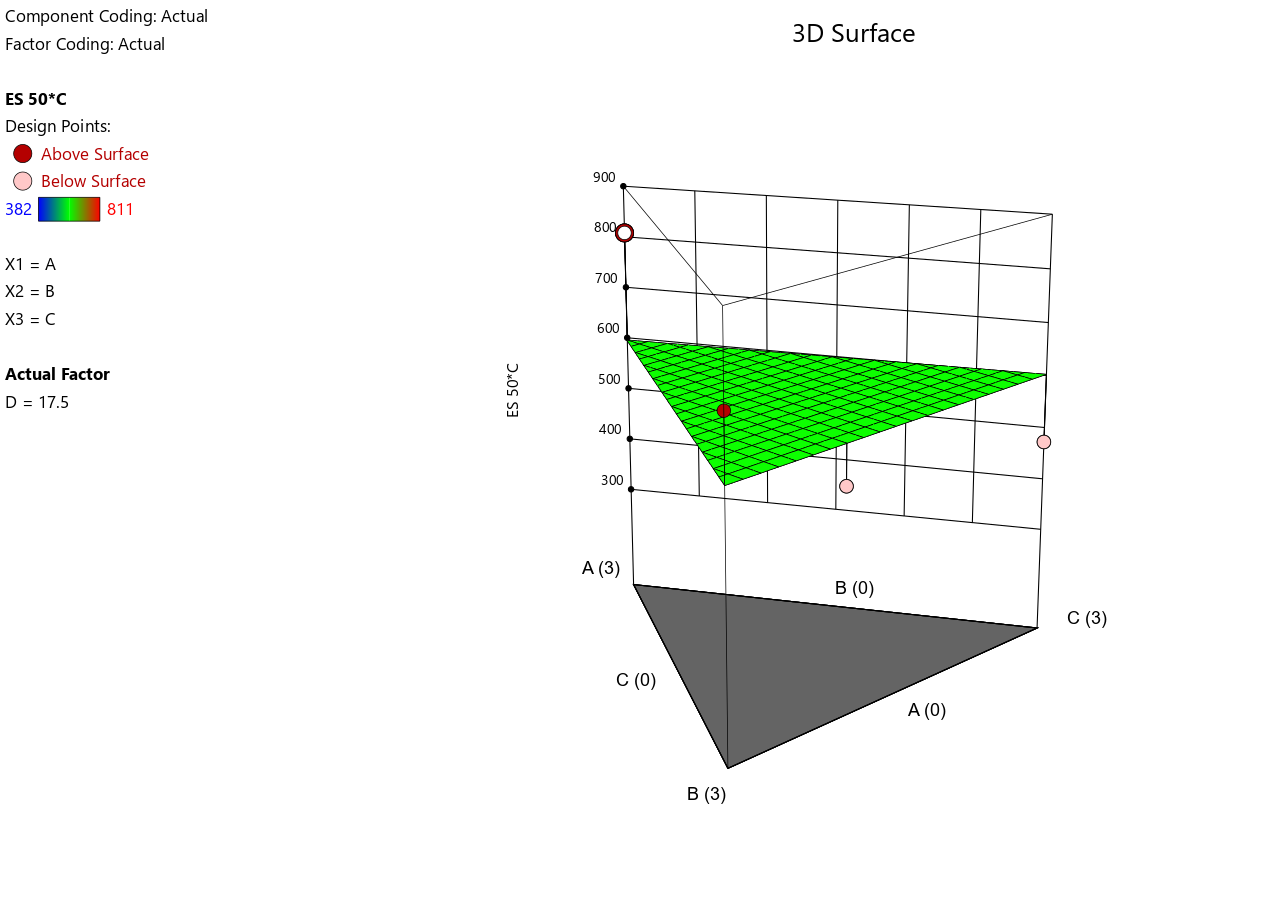 Component Coding: Actual
Factor Coding: Actual
3D Surface
ES 50*C
Design Points:
Above Surface
Below Surface
382 811
X1 = A
X2 = B
X3 = C
Actual Factor
D = 17.5
900
800
700
600
500
400
300
ES 50*C
A (3)
B (0)
C (3)
C (0)
A (0)
B (3)